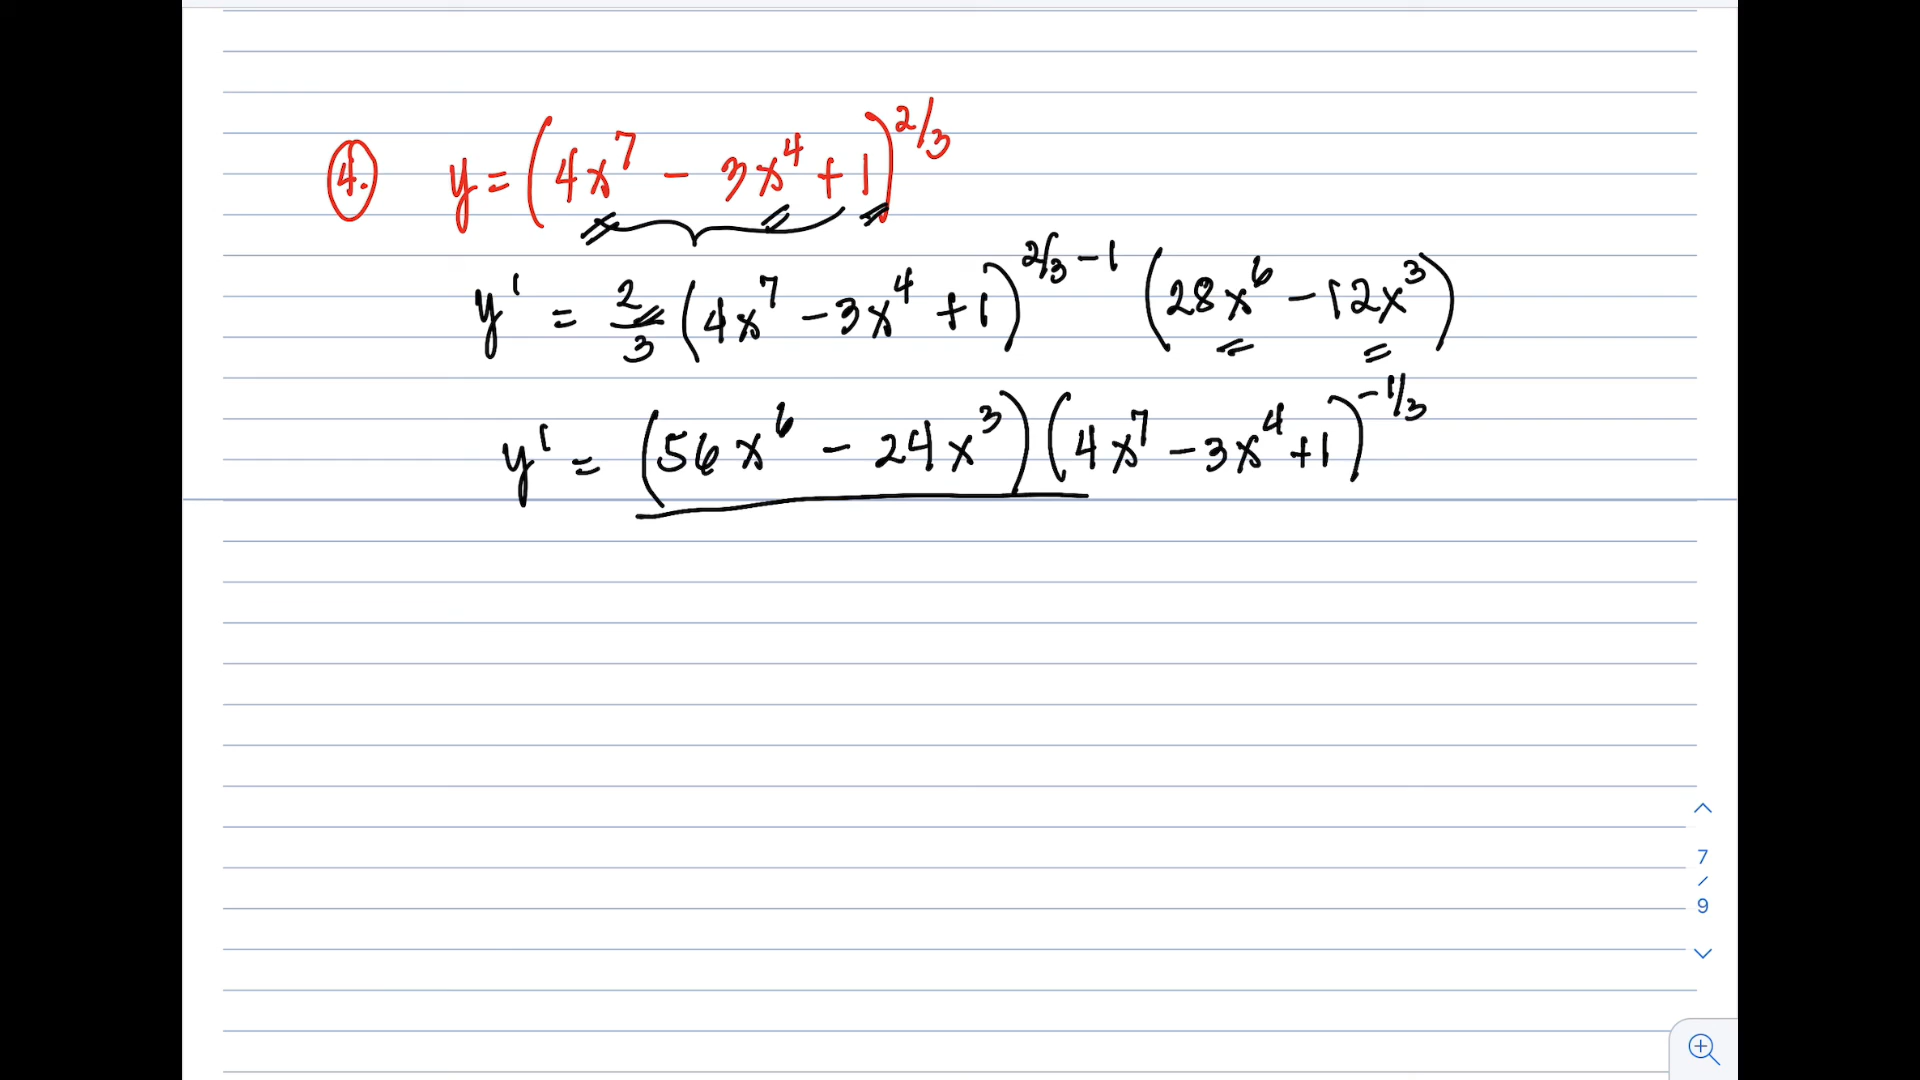 4. y = (4x^7 - 3x^4 + 1)^2/3
y' = 2/3 (4x^7 - 3x^4 + 1)^2/3 - 1 (28x^6 - 12x^3)
y' = (56x^6 - 24x^3)(4x^7 - 3x^4 + 1)^-1/3
7
/
9